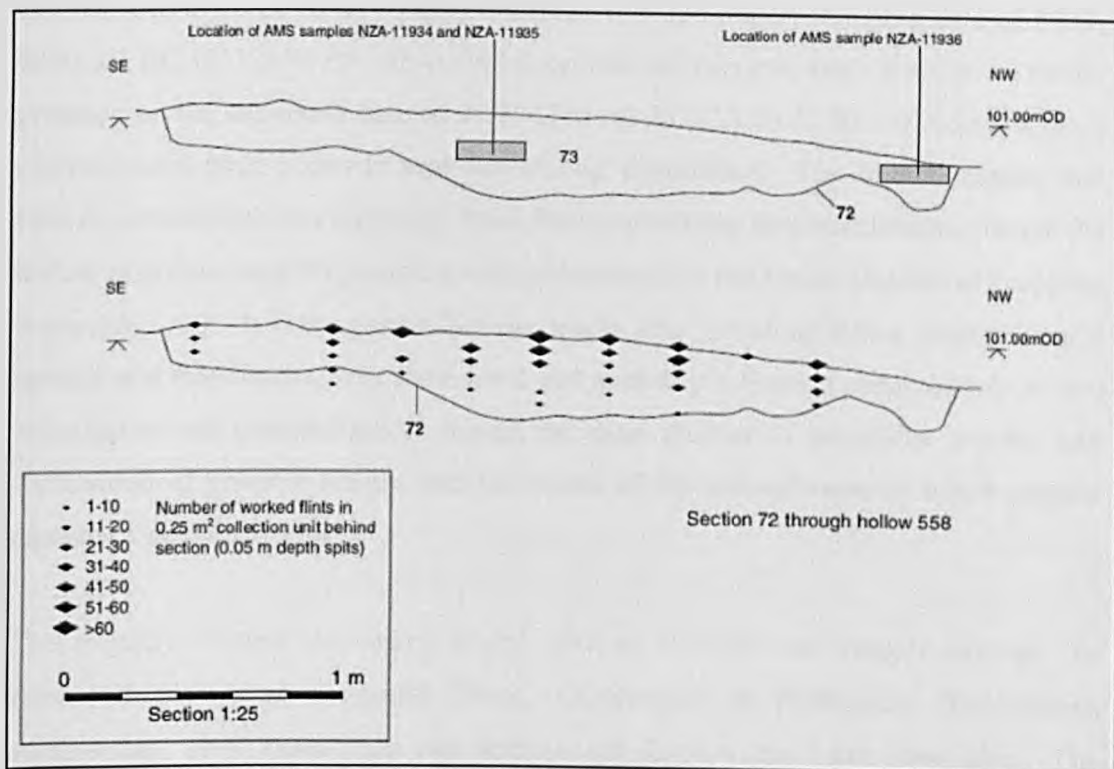 Location of AMS samples NZA-11934 and NZA-11935
Location of AMS sample NZA-11936
SE
NW
101.00mOD
73
72
SE
NW
101.00mOD
72
1-10
11-20
21-30
31-40
41-50
51-60
>60
Number of worked flints in
0.25 m² collection unit behind
section (0.05 m depth spits)
Section 72 through hollow 558
0
1 m
Section 1:25